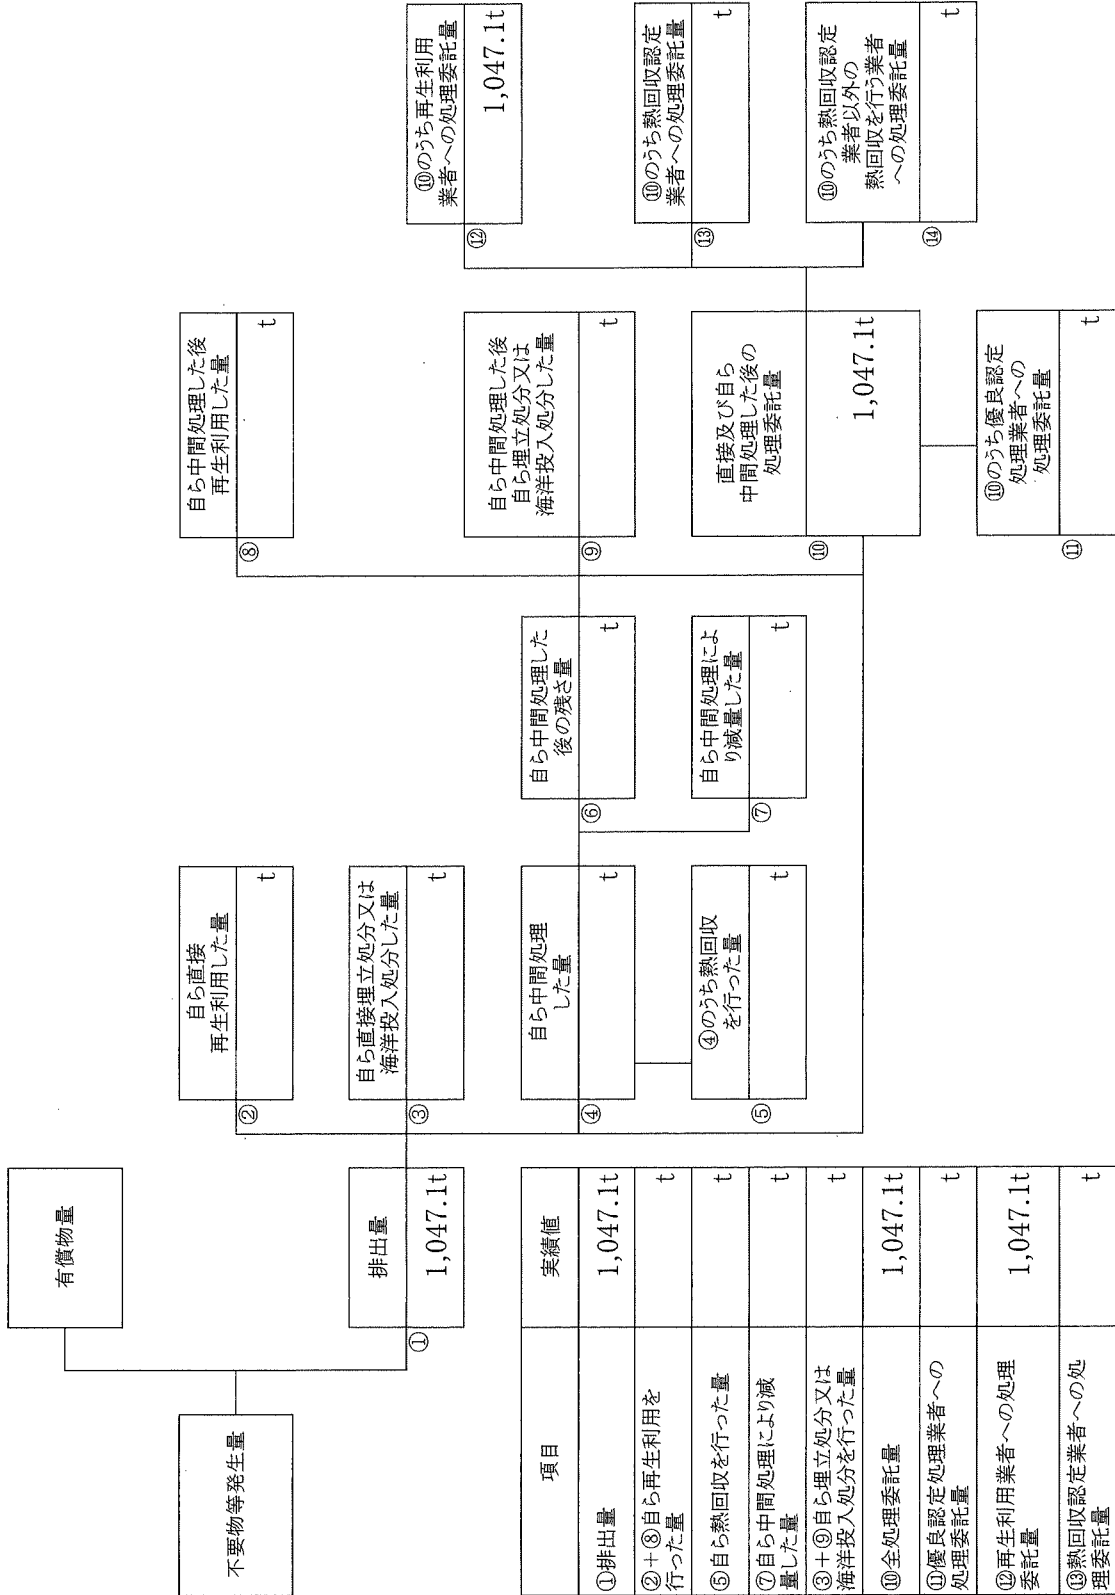 有償物量
不要物等発生量
排出量
①
1,047.1t
自ら直接
再生利用した量
②
t
自ら直接埋立処分又は
海洋投入処分した量
③
t
自ら中間処理
した量
④
t
④のうち熱回収
を行った量
⑤
t
自ら中間処理した
後の残さ量
⑥
t
自ら中間処理によ
り減量した量
⑦
t
自ら中間処理した後
再生利用した量
⑧
t
自ら中間処理した後
自ら埋立処分又は
海洋投入処分した量
⑨
t
直接及び自ら
中間処理した後の
処理委託量
⑩
1,047.1t
⑩のうち優良認定
処理業者への
処理委託量
⑪
t
⑩のうち再生利用
業者への処理委託量
⑫
1,047.1t
⑩のうち熱回収認定
業者への処理委託量
⑬
t
⑩のうち熱回収認定
業者以外の
熱回収を行う業者
への処理委託量
⑭
t
項目 実績値
①排出量 1,047.1t
②+⑧自ら再生利用を
行った量 t
⑤自ら熱回収を行った量 t
⑦自ら中間処理により減
量した量 t
③+⑨自ら埋立処分又は
海洋投入処分を行った量 t
⑩全処理委託量 1,047.1t
⑪優良認定処理業者への
処理委託量 t
⑫再生利用業者への処理
委託量 1,047.1t
⑬熱回収認定業者への処
理委託量 t